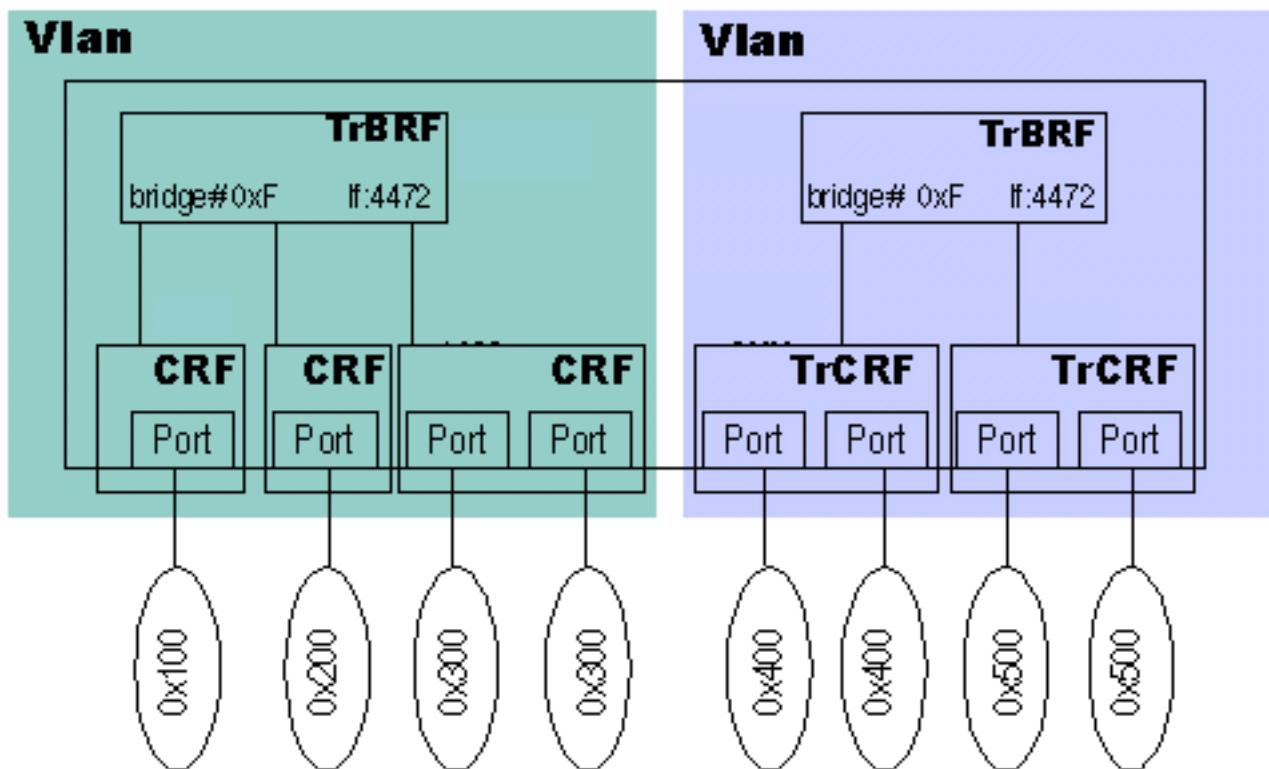 Vlan
Vlan
TrBRF
TrBRF
bridge# 0xF lf:4472
bridge# 0xF lf:4472
CRF
CRF
CRF
TrCRF
TrCRF
Port
Port
Port
Port
Port
Port
Port
Port
0x100
0x200
0x300
0x300
0x400
0x400
0x500
0x500